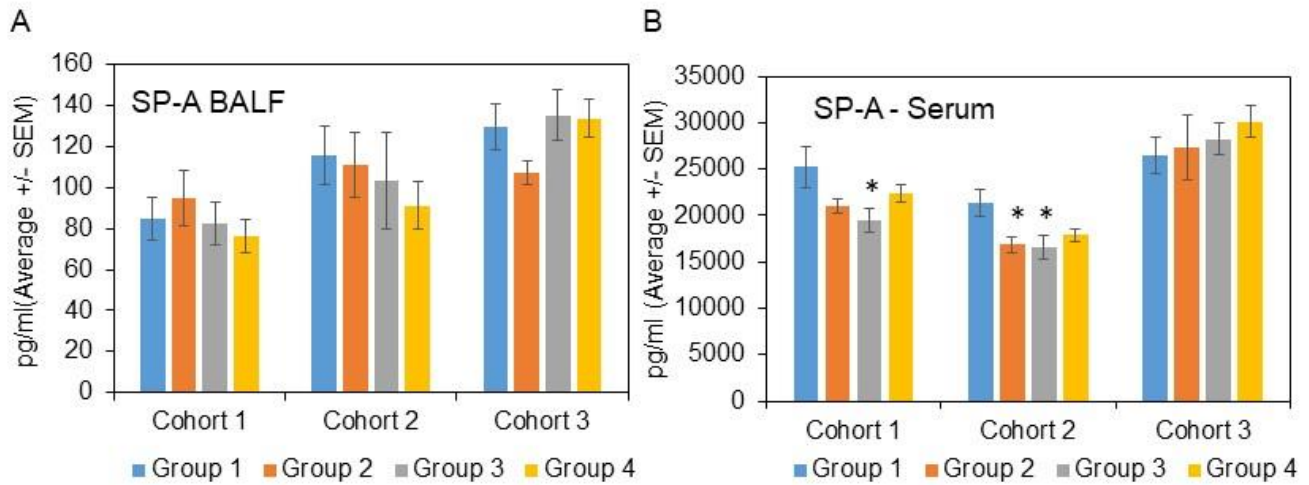 A
pg/ml(Average +/- SEM)
160
140
120
100
80
60
40
20
0
SP-A BALF
Cohort 1 Cohort 2 Cohort 3
Group 1 Group 2 Group 3 Group 4
B
pg/ml (Average +/- SEM)
35000
30000
25000
20000
15000
10000
5000
0
SP-A - Serum
*
* *
Cohort 1 Cohort 2 Cohort 3
Group 1 Group 2 Group 3 Group 4